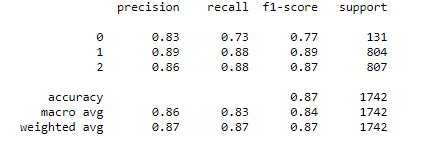 precision recall f1-score support
0 0.83 0.73 0.77 131
1 0.89 0.88 0.89 804
2 0.86 0.88 0.87 807
accuracy 0.87 1742
macro avg 0.86 0.83 0.84 1742
weighted avg 0.87 0.87 0.87 1742